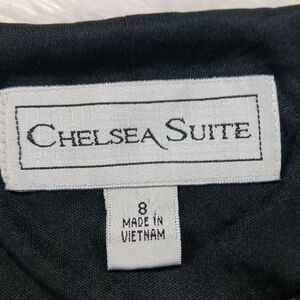 CHELSEA SUITE
8
MADE IN
VIETNAM